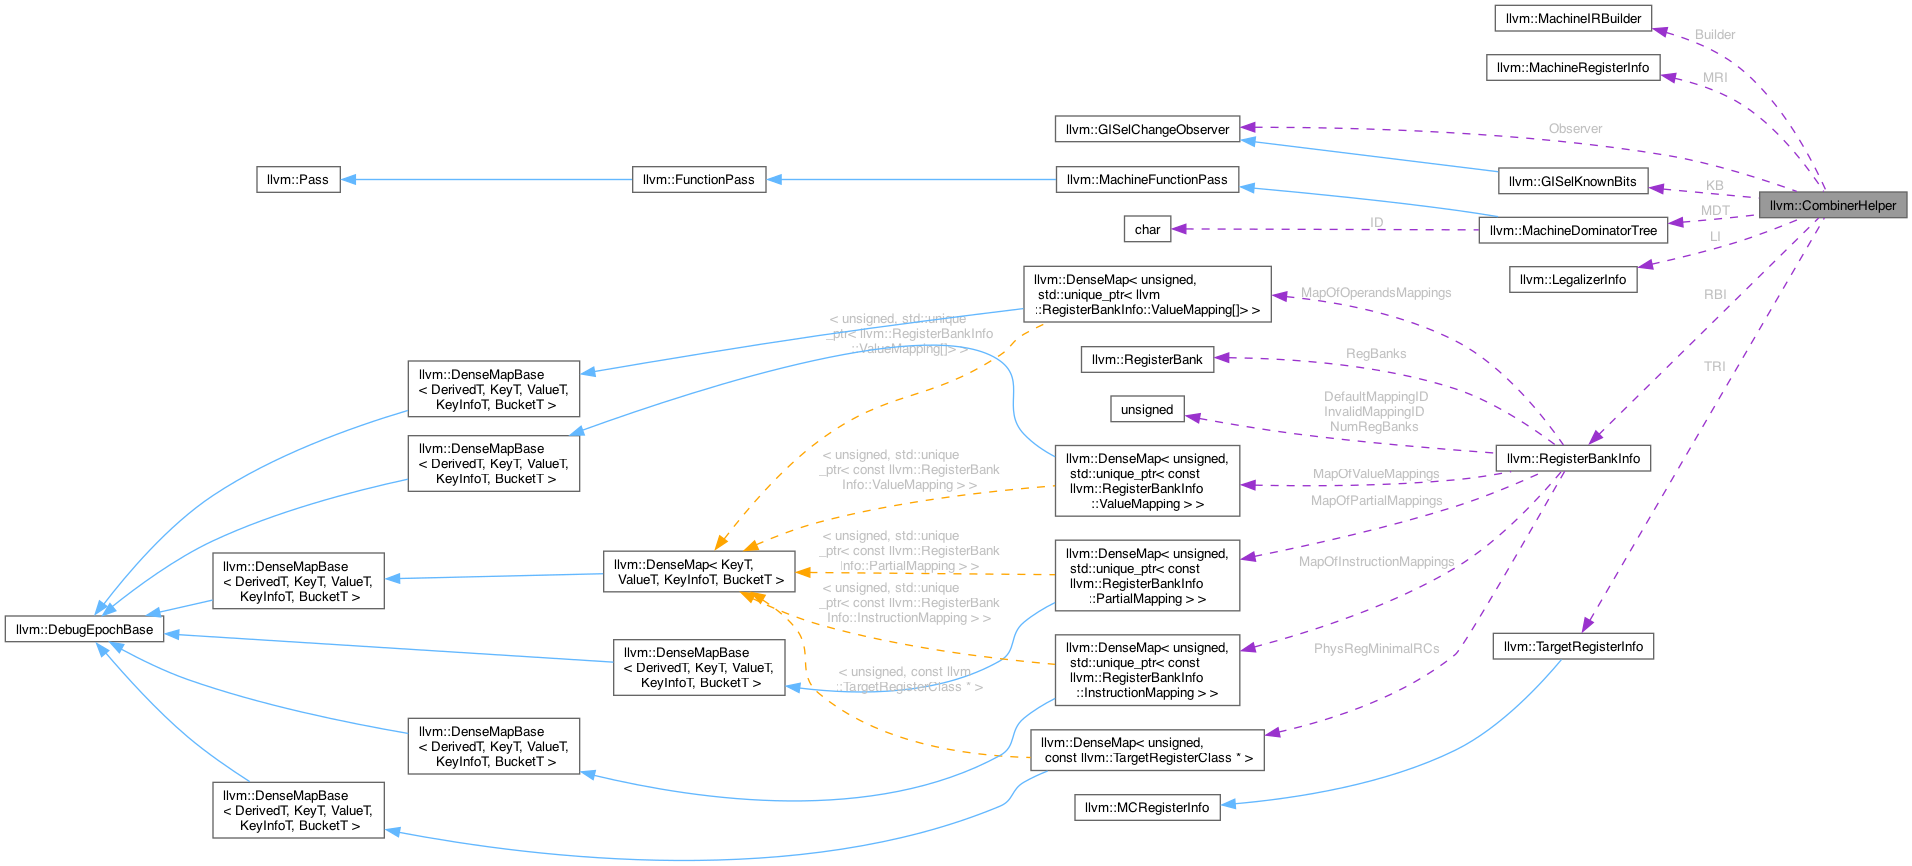 llvm::MachineIRBuilder
Builder
llvm::MachineRegisterInfo
MRI
llvm::GISelChangeObserver
Observer
llvm::Pass
llvm::FunctionPass
llvm::MachineFunctionPass
llvm::GISelKnownBits
KB
llvm::CombinerHelper
MDT
char
ID
llvm::MachineDominatorTree
LI
llvm::LegalizerInfo
llvm::DenseMap< unsigned,
std::unique_ptr< llvm
::RegisterBankInfo::ValueMapping[]> >
MapOfOperandsMappings
RBI
< unsigned, std::unique
_ptr< llvm::RegisterBankInfo
::ValueMapping[]> >
llvm::RegisterBank
RegBanks
TRI
llvm::DenseMapBase
< DerivedT, KeyT, ValueT,
KeyInfoT, BucketT >
unsigned
DefaultMappingID
InvalidMappingID
NumRegBanks
llvm::DenseMapBase
< DerivedT, KeyT, ValueT,
KeyInfoT, BucketT >
< unsigned, std::unique
_ptr< const llvm::RegisterBank
Info::ValueMapping > >
llvm::DenseMap< unsigned,
std::unique_ptr< const
llvm::RegisterBankInfo
::ValueMapping > >
MapOfValueMappings
llvm::RegisterBankInfo
MapOfPartialMappings
< unsigned, std::unique
_ptr< const llvm::RegisterBank
Info::PartialMapping > >
llvm::DenseMap< unsigned,
std::unique_ptr< const
llvm::RegisterBankInfo
::PartialMapping > >
MapOfInstructionMappings
llvm::DenseMapBase
< DerivedT, KeyT, ValueT,
KeyInfoT, BucketT >
llvm::DenseMap< KeyT,
ValueT, KeyInfoT, BucketT >
< unsigned, std::unique
_ptr< const llvm::RegisterBank
Info::InstructionMapping > >
llvm::DebugEpochBase
llvm::DenseMapBase
< DerivedT, KeyT, ValueT,
KeyInfoT, BucketT >
< unsigned, const llvm
::TargetRegisterClass * >
llvm::DenseMap< unsigned,
std::unique_ptr< const
llvm::RegisterBankInfo
::InstructionMapping > >
PhysRegMinimalRCs
llvm::TargetRegisterInfo
llvm::DenseMapBase
< DerivedT, KeyT, ValueT,
KeyInfoT, BucketT >
llvm::DenseMap< unsigned,
const llvm::TargetRegisterClass * >
llvm::DenseMapBase
< DerivedT, KeyT, ValueT,
KeyInfoT, BucketT >
llvm::MCRegisterInfo